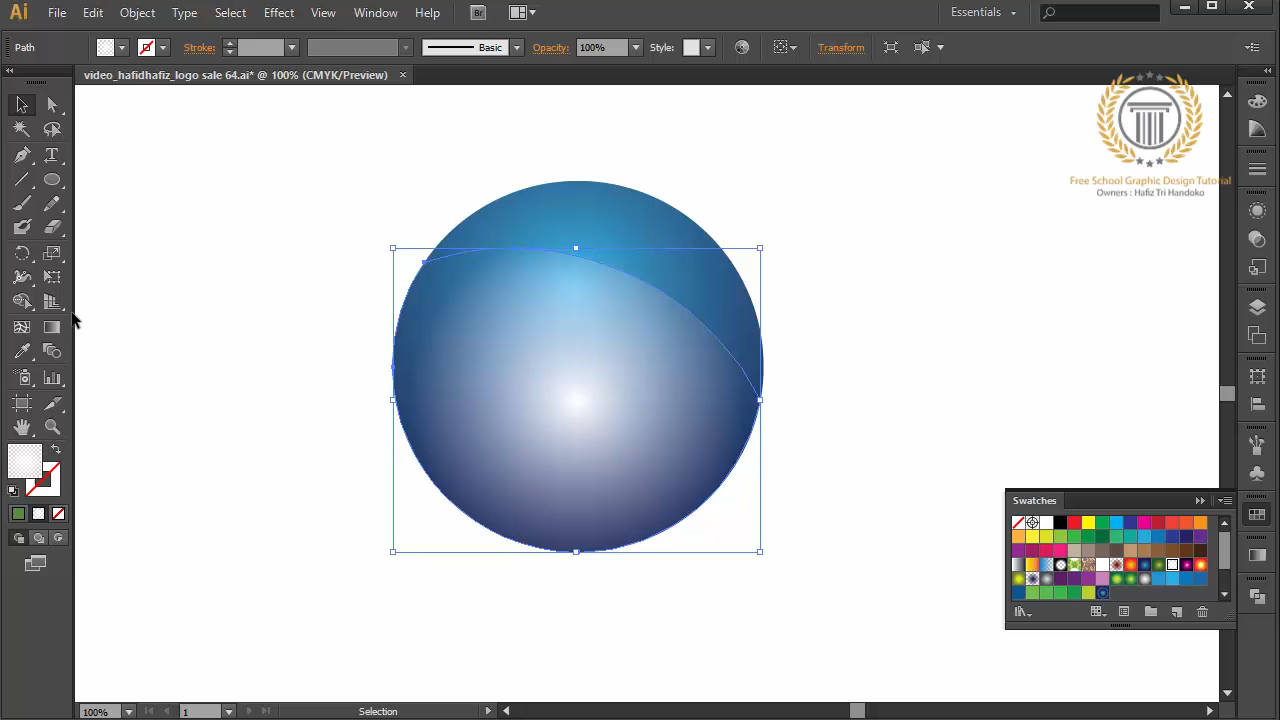 Ai File Edit Object Type Select Effect View Window Help Br Essentials
Path Stroke: Basic Opacity: 100% Style: Transform
video_hafidhafiz_logo sale 64.ai* @ 100% (CMYK/Preview)
Free School Graphic Design Tutorial
Owners : Hafiz Tri Handoko
Swatches
100% 1 Selection